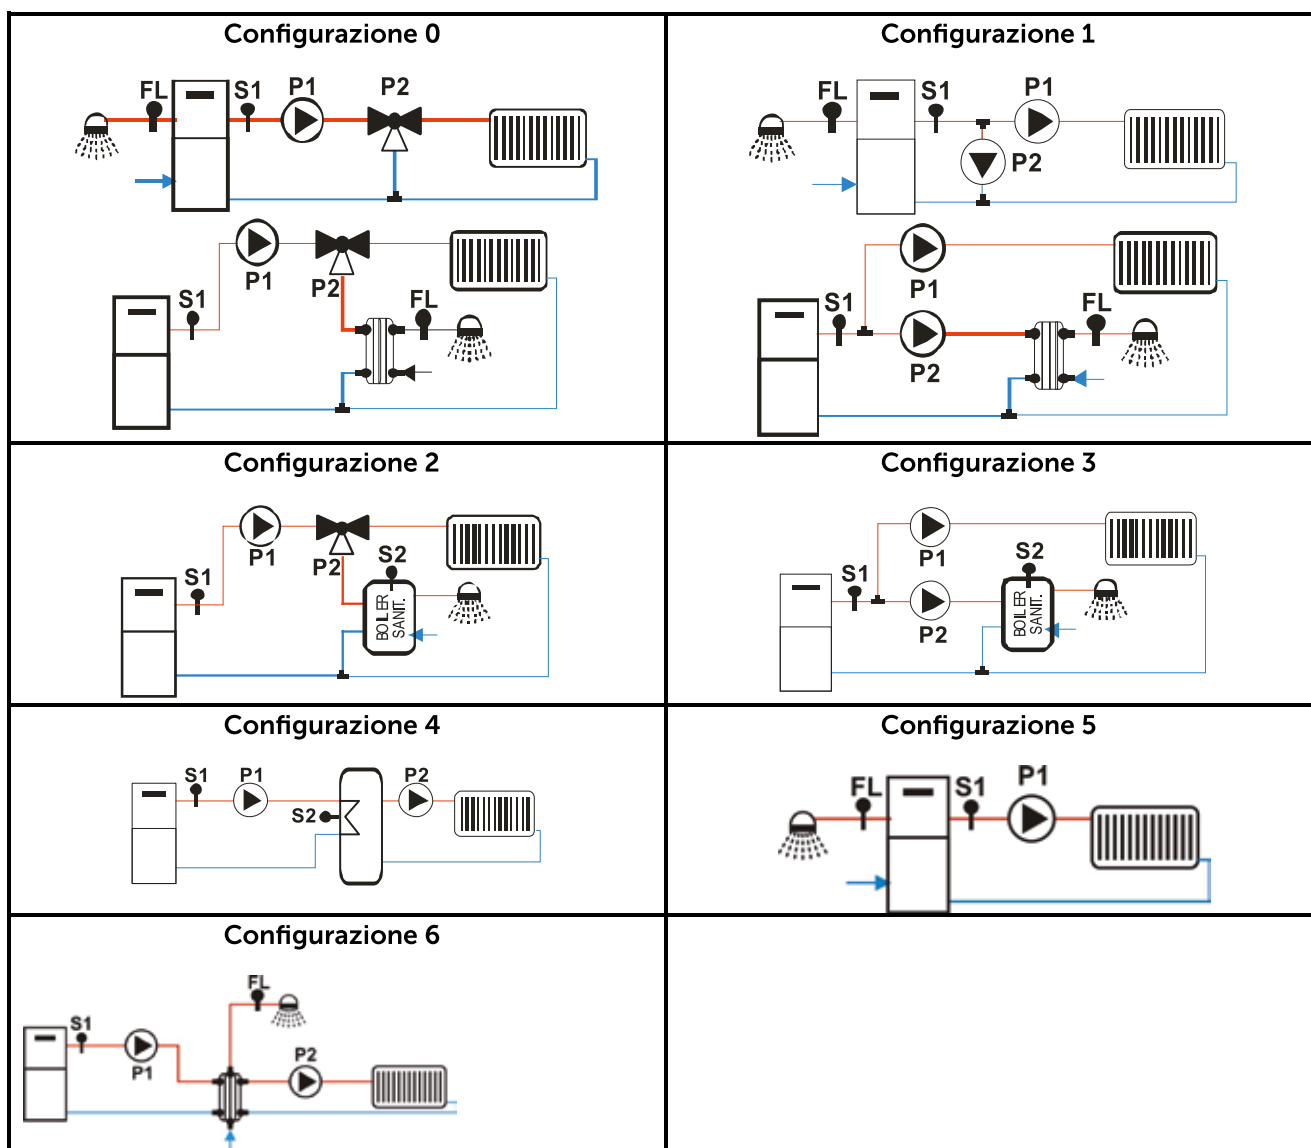 Configurazione 0
FL S1 P1 P2
P1 P2
S1 FL
Configurazione 1
FL S1 P1
P2
P1
S1 FL
P2
Configurazione 2
P1 P2 S2
S1
BOILER
SANIT.
Configurazione 3
P1 S2
S1
P2
BOILER
SANIT.
Configurazione 4
S1 P1 P2
S2
Configurazione 5
FL S1 P1
Configurazione 6
FL
S1
P1 P2